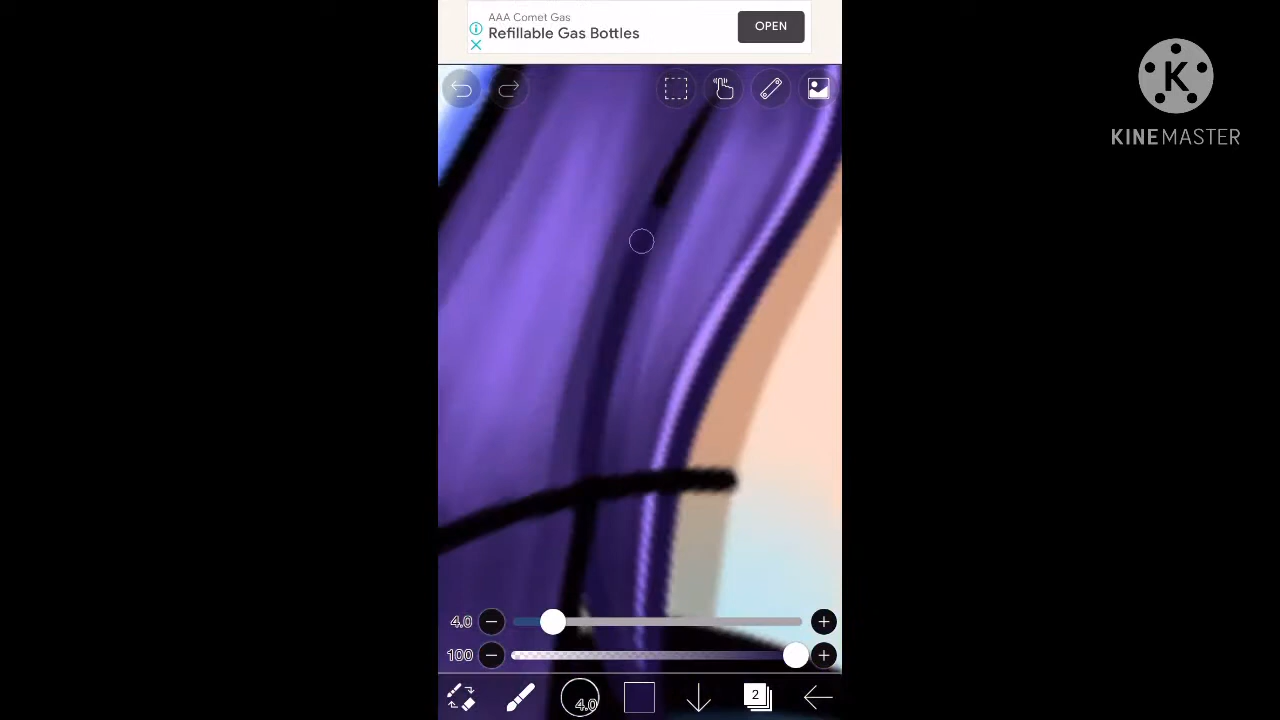 AAA Comet Gas
Refillable Gas Bottles
OPEN
KINEMASTER
4.0
100
4.0
2